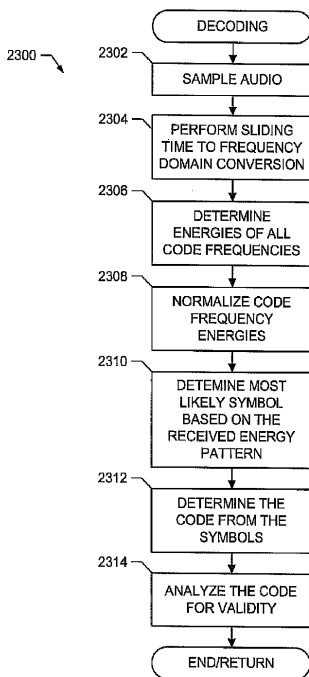 DECODING
2300
2302
SAMPLE AUDIO
2304
PERFORM SLIDING
TIME TO FREQUENCY
DOMAIN CONVERSION
2306
DETERMINE
ENERGIES OF ALL
CODE FREQUENCIES
2308
NORMALIZE CODE
FREQUENCY
ENERGIES
2310
DETEMINE MOST
LIKELY SYMBOL
BASED ON THE
RECEIVED ENERGY
PATTERN
2312
DETERMINE THE
CODE FROM THE
SYMBOLS
2314
ANALYZE THE CODE
FOR VALIDITY
END/RETURN